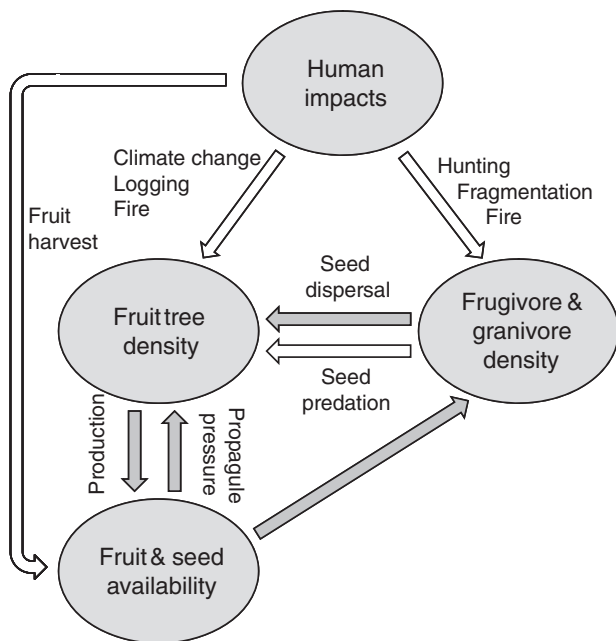 Human
impacts
Climate change
Logging
Fire
Hunting
Fragmentation
Fire
Fruit
harvest
Seed
dispersal
Fruit tree
density
Frugivore &
granivore
density
Seed
predation
Production
Propagule
pressure
Fruit & seed
availability